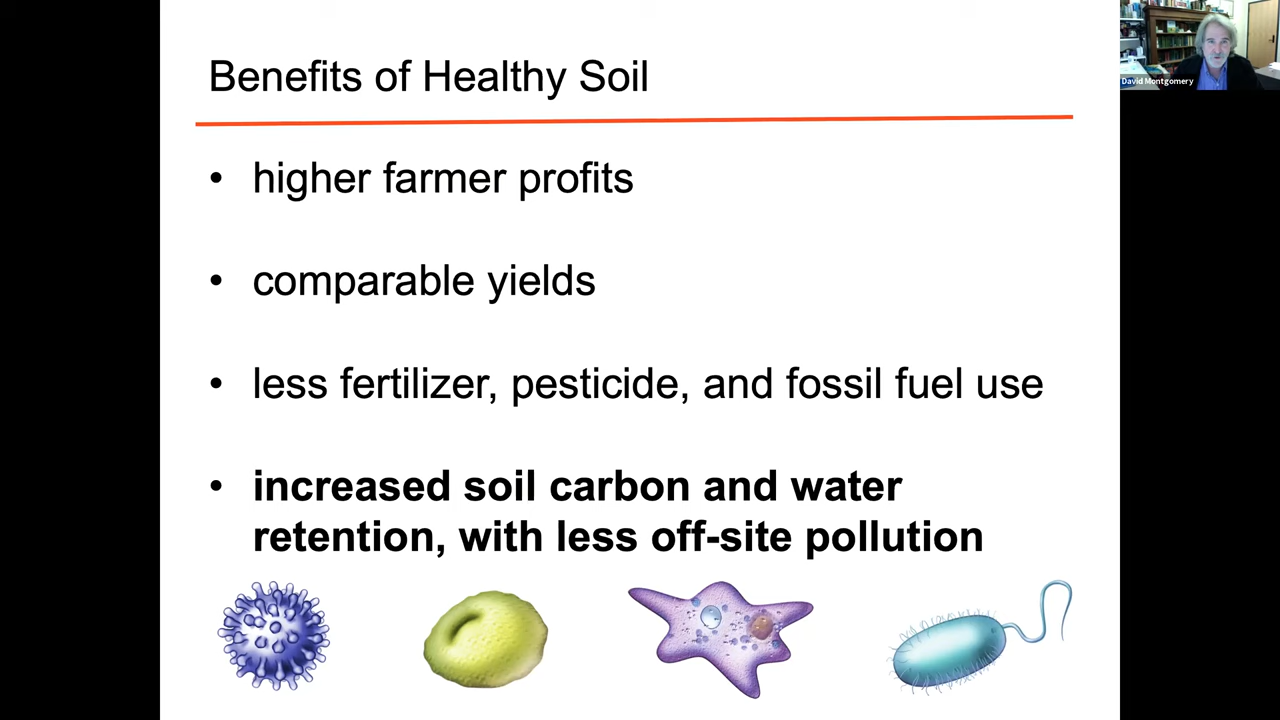 Benefits of Healthy Soil
• higher farmer profits
• comparable yields
• less fertilizer, pesticide, and fossil fuel use
• increased soil carbon and water
retention, with less off-site pollution
David Montgomery